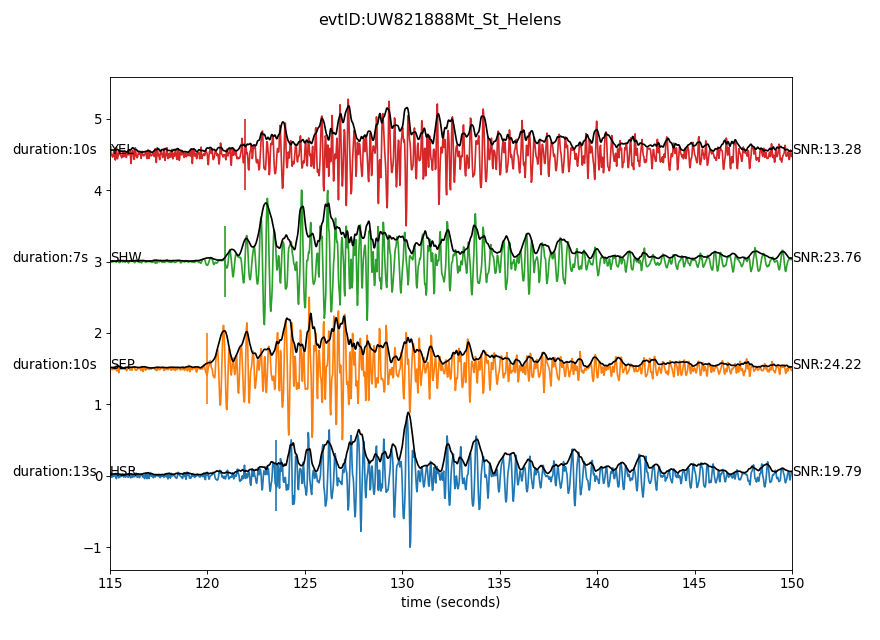 evtID:UW821888Mt_St_Helens
5
duration:10s YEL SNR:13.28
4
duration:7s SHW SNR:23.76
3
2
duration:10s SEP SNR:24.22
1
duration:13s HSR SNR:19.79
0
−1
115 120 125 130 135 140 145 150
time (seconds)